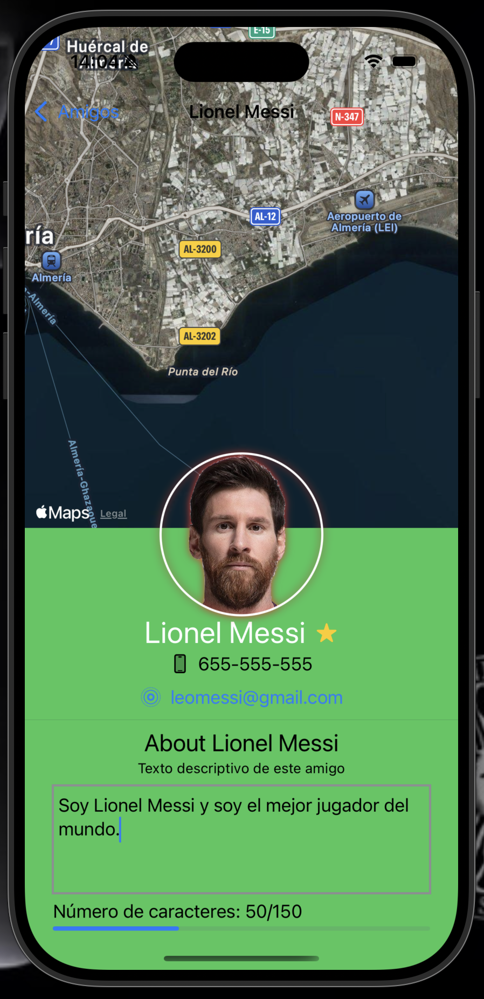 E-15
7
Huércal de
Almería
14:04
Amigos
Lionel Messi
N-347
AL-12
Aeropuerto de
Almería (LEI)
ría
AL-3200
Almería
a-Almería
AL-3202
Punta del Río
Almería-Ghazaoue
Maps
Legal
Lionel Messi
655-555-555
leomessi@gmail.com
About Lionel Messi
Texto descriptivo de este amigo
Soy Lionel Messi y soy el mejor jugador del
mundo.
Número de caracteres: 50/150